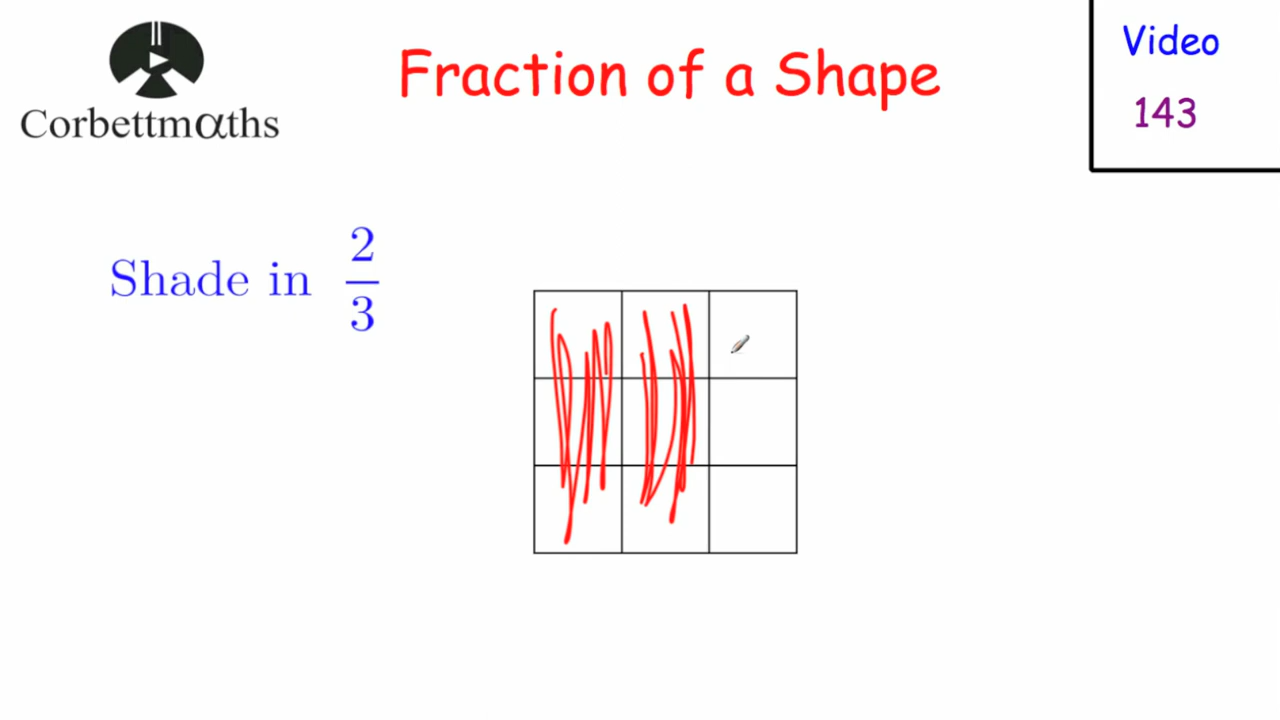 Corbettmαths
Fraction of a Shape
Video
143
Shade in 2/3